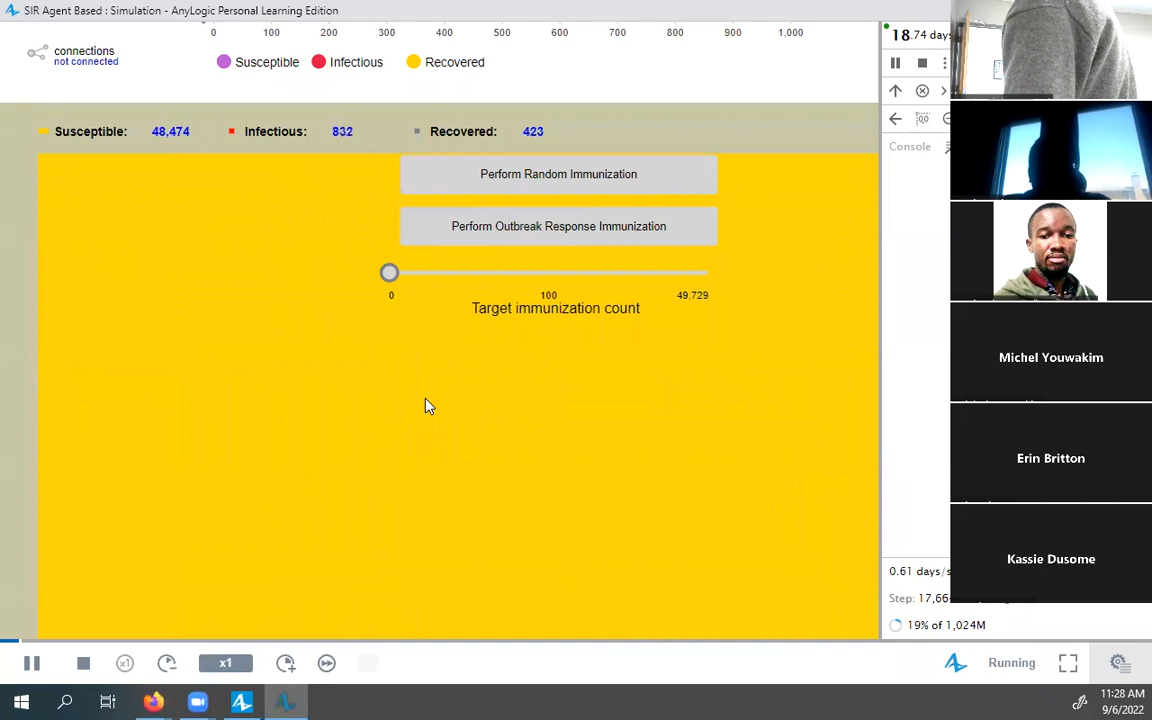 SIR Agent Based : Simulation - AnyLogic Personal Learning Edition
0 100 200 300 400 500 600 700 800 900 1,000
connections
not connected
Susceptible Infectious Recovered
18.74 days
Console
Susceptible: 48,474 Infectious: 832 Recovered: 423
Perform Random Immunization
Perform Outbreak Response Immunization
0 100 49,729
Target immunization count
Michel Youwakim
Erin Britton
Kassie Dusome
0.61 days/s
Step: 17,66
19% of 1,024M
x1 x1 Running
11:28 AM
9/6/2022